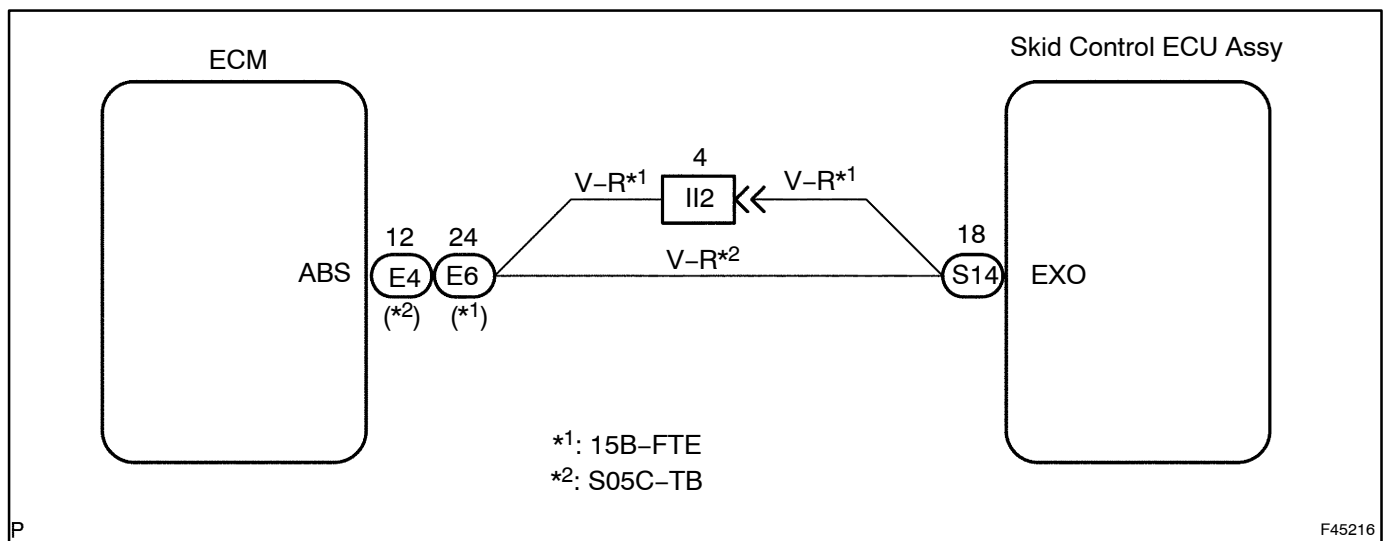 ECM
Skid Control ECU Assy
4
V–R*1
II2
V–R*1
12
24
18
ABS
E4
E6
V–R*2
S14
EXO
(*2)
(*1)
*1: 15B–FTE
*2: S05C–TB
P
F45216